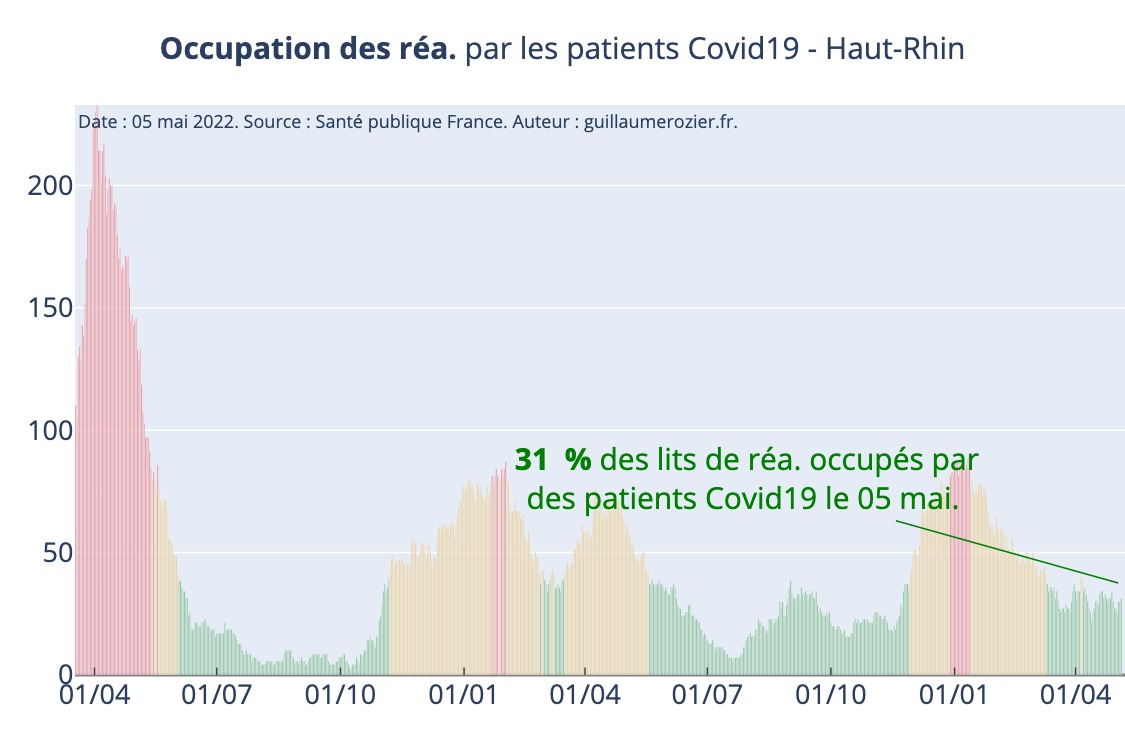 Occupation des réa. par les patients Covid19 - Haut-Rhin
Date : 05 mai 2022. Source : Santé publique France. Auteur : guillaumerozier.fr.
200
150
100
31 % des lits de réa. occupés par
des patients Covid19 le 05 mai.
50
0
01/04 01/07 01/10 01/01 01/04 01/07 01/10 01/01 01/04